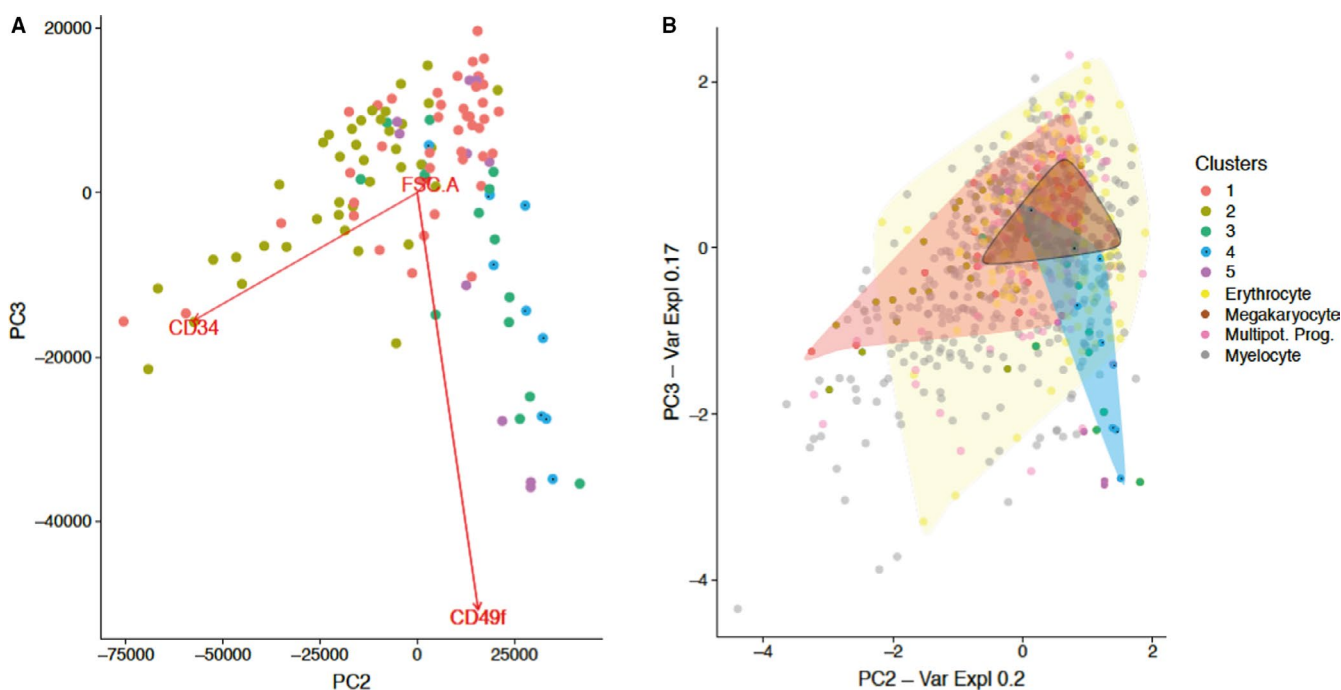 A
PC3
20000
0
−20000
−40000
FSC.A
CD34
CD49f
−75000
−50000
−25000
0
25000
PC2
B
PC3 − Var Expl 0.17
2
0
−2
−4
−4
−2
0
2
PC2 − Var Expl 0.2
Clusters
1
2
3
4
5
Erythrocyte
Megakaryocyte
Multipot. Prog.
Myelocyte